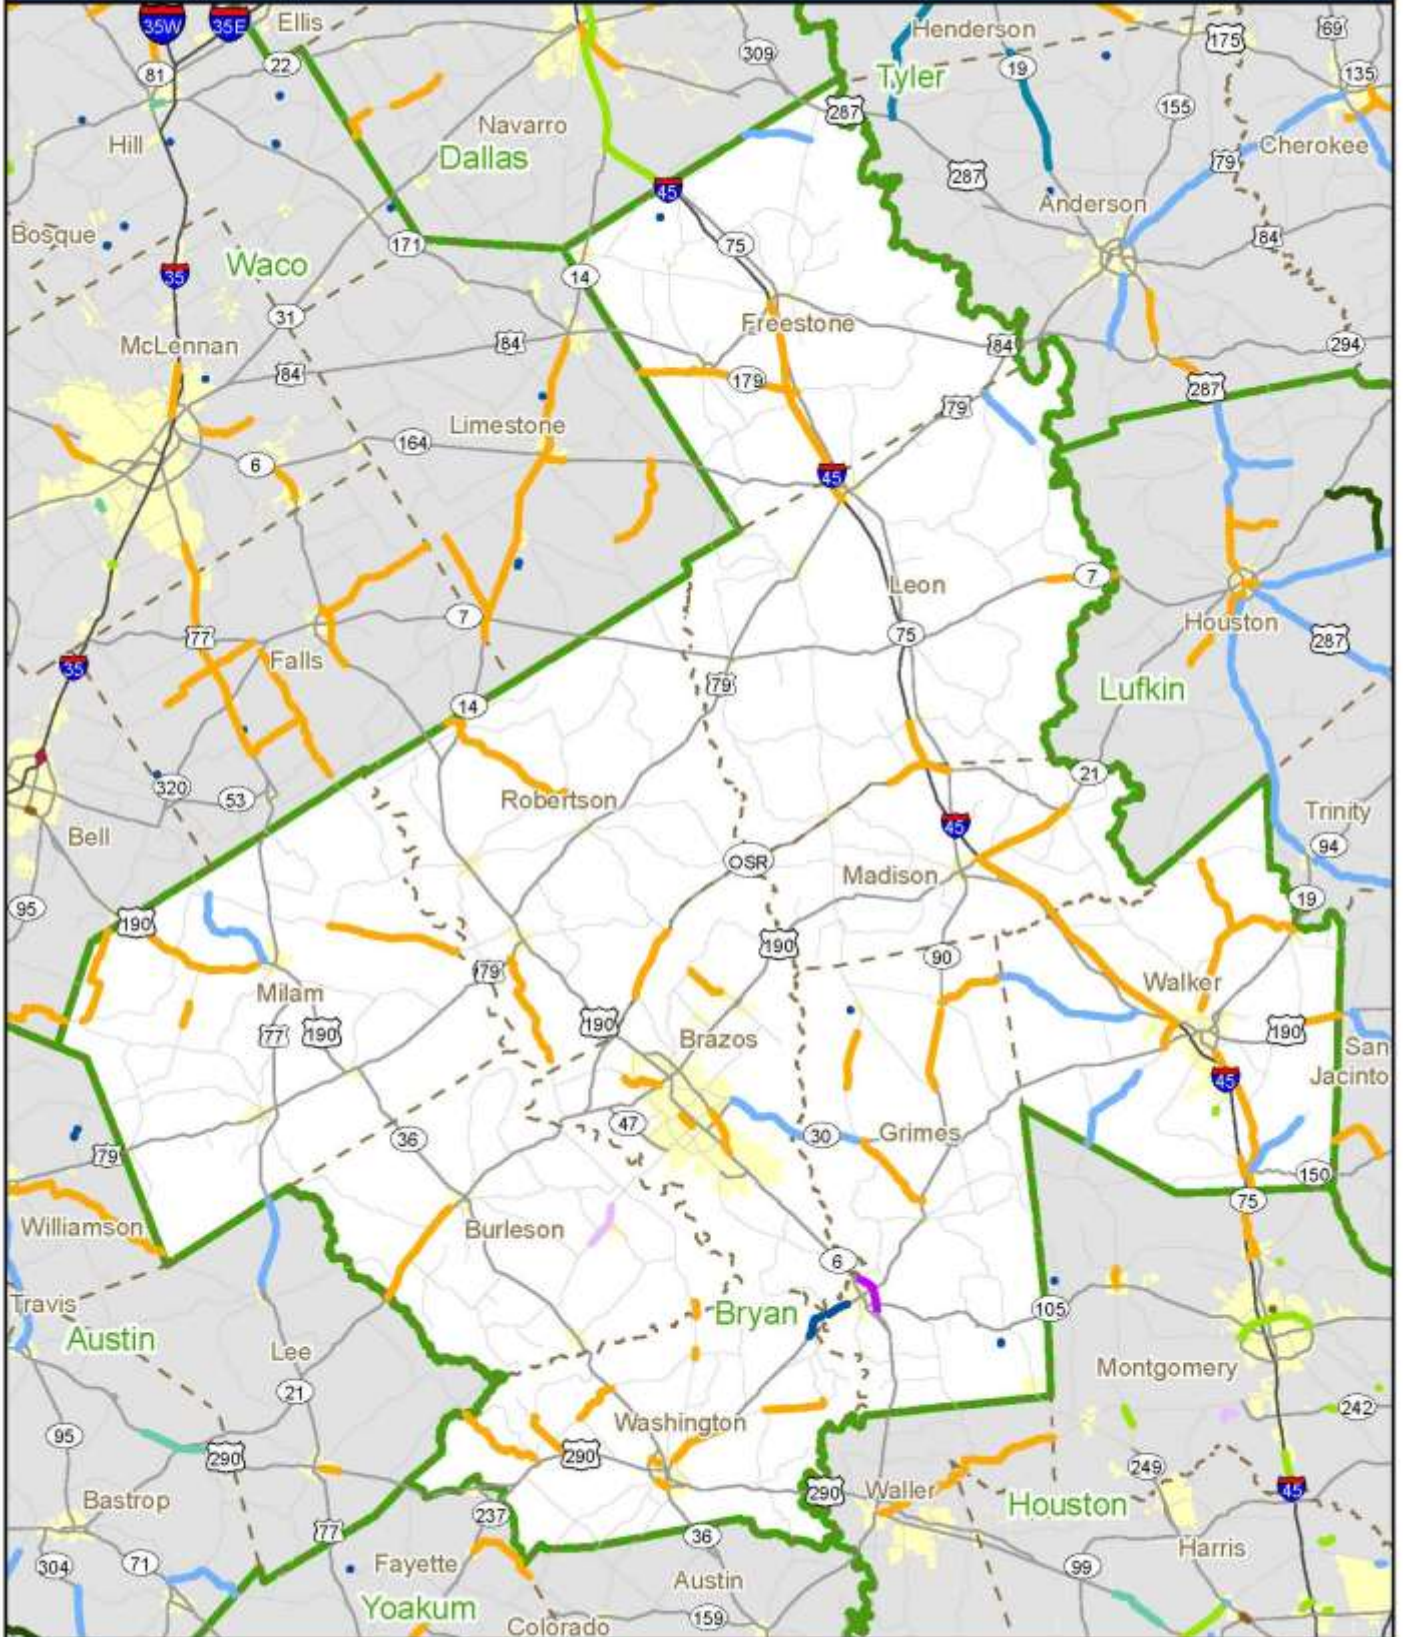 35W
35E
Ellis
Henderson
69
175
309
22
81
19
135
Tyler
155
287
Navarro
Hill
Dallas
Cherokee
79
287
45
Anderson
Bosque
171
75
84
Waco
14
31
35
Freestone
McLennan
84
84
294
84
179
287
79
Limestone
164
6
45
7
Leon
7
Houston
77
75
287
Falls
35
79
Lufkin
14
21
320
53
Robertson
Trinity
45
Bell
94
OSR
Madison
95
19
190
190
90
79
Walker
Milam
190
190
77
190
Brazos
San
Jacinto
45
47
30
Grimes
36
79
150
75
Williamson
Burleson
6
Travis
Bryan
105
Austin
Lee
Montgomery
21
242
Washington
95
290
290
249
45
Bastrop
290
Waller
Houston
237
77
36
Harris
304
71
Fayette
99
Austin
Yoakum
159
Colorado